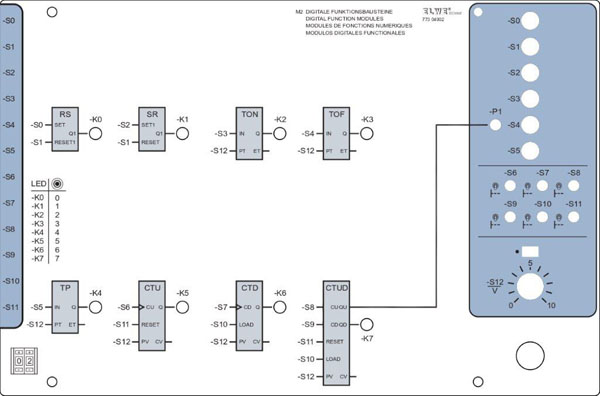 M2 DIGITALE FUNKTIONSBAUSTEINE
DIGITAL FUNCTION MODULES
MODULES DE FONCTIONS NUMERIQUES
MODULOS DIGITALES FUNCTIONALES
-S0
-S1
-S2
-S3
-S4
-S5
-S6
-S7
-S8
-S9
-S10
-S11
RS
-S0 SET Q1 -K0
-S1 RESET1
SR
-S2 SET1 Q1 -K1
-S1 RESET
TON
-S3 IN Q -K2
-S12 PT ET
TOF
-S4 IN Q -K3
-S12 PT ET
LED
-K0 0
-K1 1
-K2 2
-K3 3
-K4 4
-K5 5
-K6 6
-K7 7
TP
-S5 IN Q -K4
-S12 PT ET
CTU
-S6 CU Q -K5
-S11 RESET
-S12 PV CV
CTD
-S7 CD Q -K6
-S10 LOAD
-S12 PV CV
CTUD
-S8 CU QU
-S9 CD QD
-K7
-S11 RESET
-S10 LOAD
-S12 PV CV
0 2
-S0
-S1
-S2
-S3
-P1
-S4
-S5
-S6 -S7 -S8
-S9 -S10 -S11
5
-S12
V
0 10